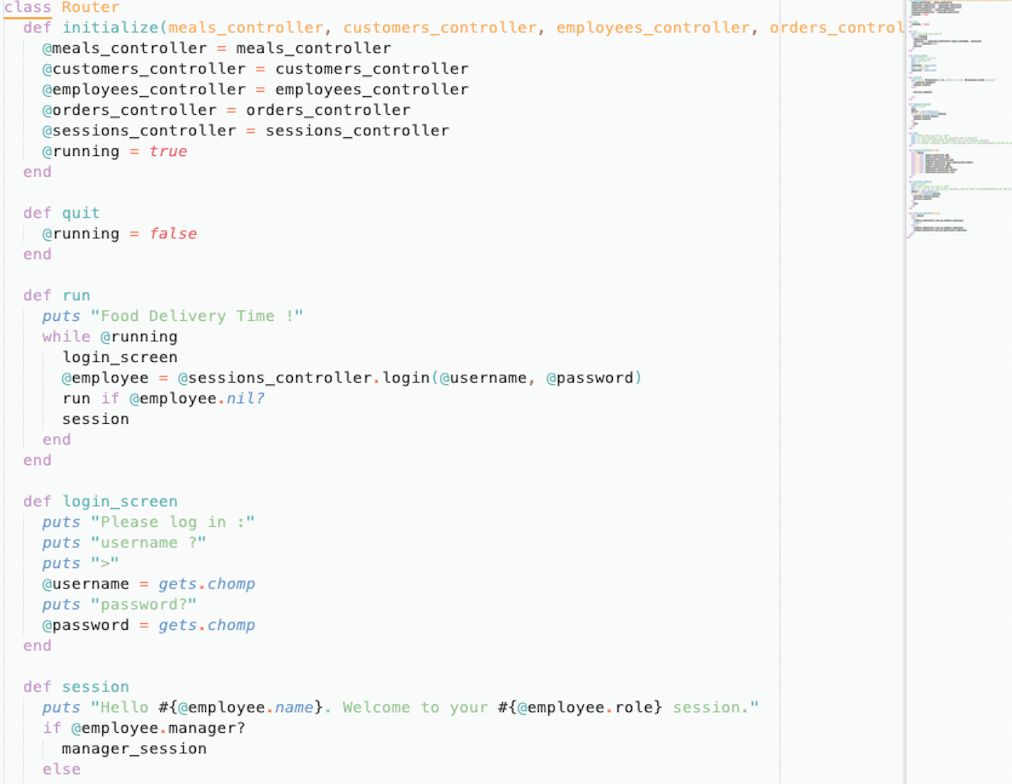 class Router
  def initialize(meals_controller, customers_controller, employees_controller, orders_control
    @meals_controller = meals_controller
    @customers_controller = customers_controller
    @employees_controller = employees_controller
    @orders_controller = orders_controller
    @sessions_controller = sessions_controller
    @running = true
  end

  def quit
    @running = false
  end

  def run
    puts "Food Delivery Time !"
    while @running
      login_screen
      @employee = @sessions_controller.login(@username, @password)
      run if @employee.nil?
      session
    end
  end

  def login_screen
    puts "Please log in :"
    puts "username ?"
    puts ">"
    @username = gets.chomp
    puts "password?"
    @password = gets.chomp
  end

  def session
    puts "Hello #{@employee.name}. Welcome to your #{@employee.role} session."
    if @employee.manager?
      manager_session
    else